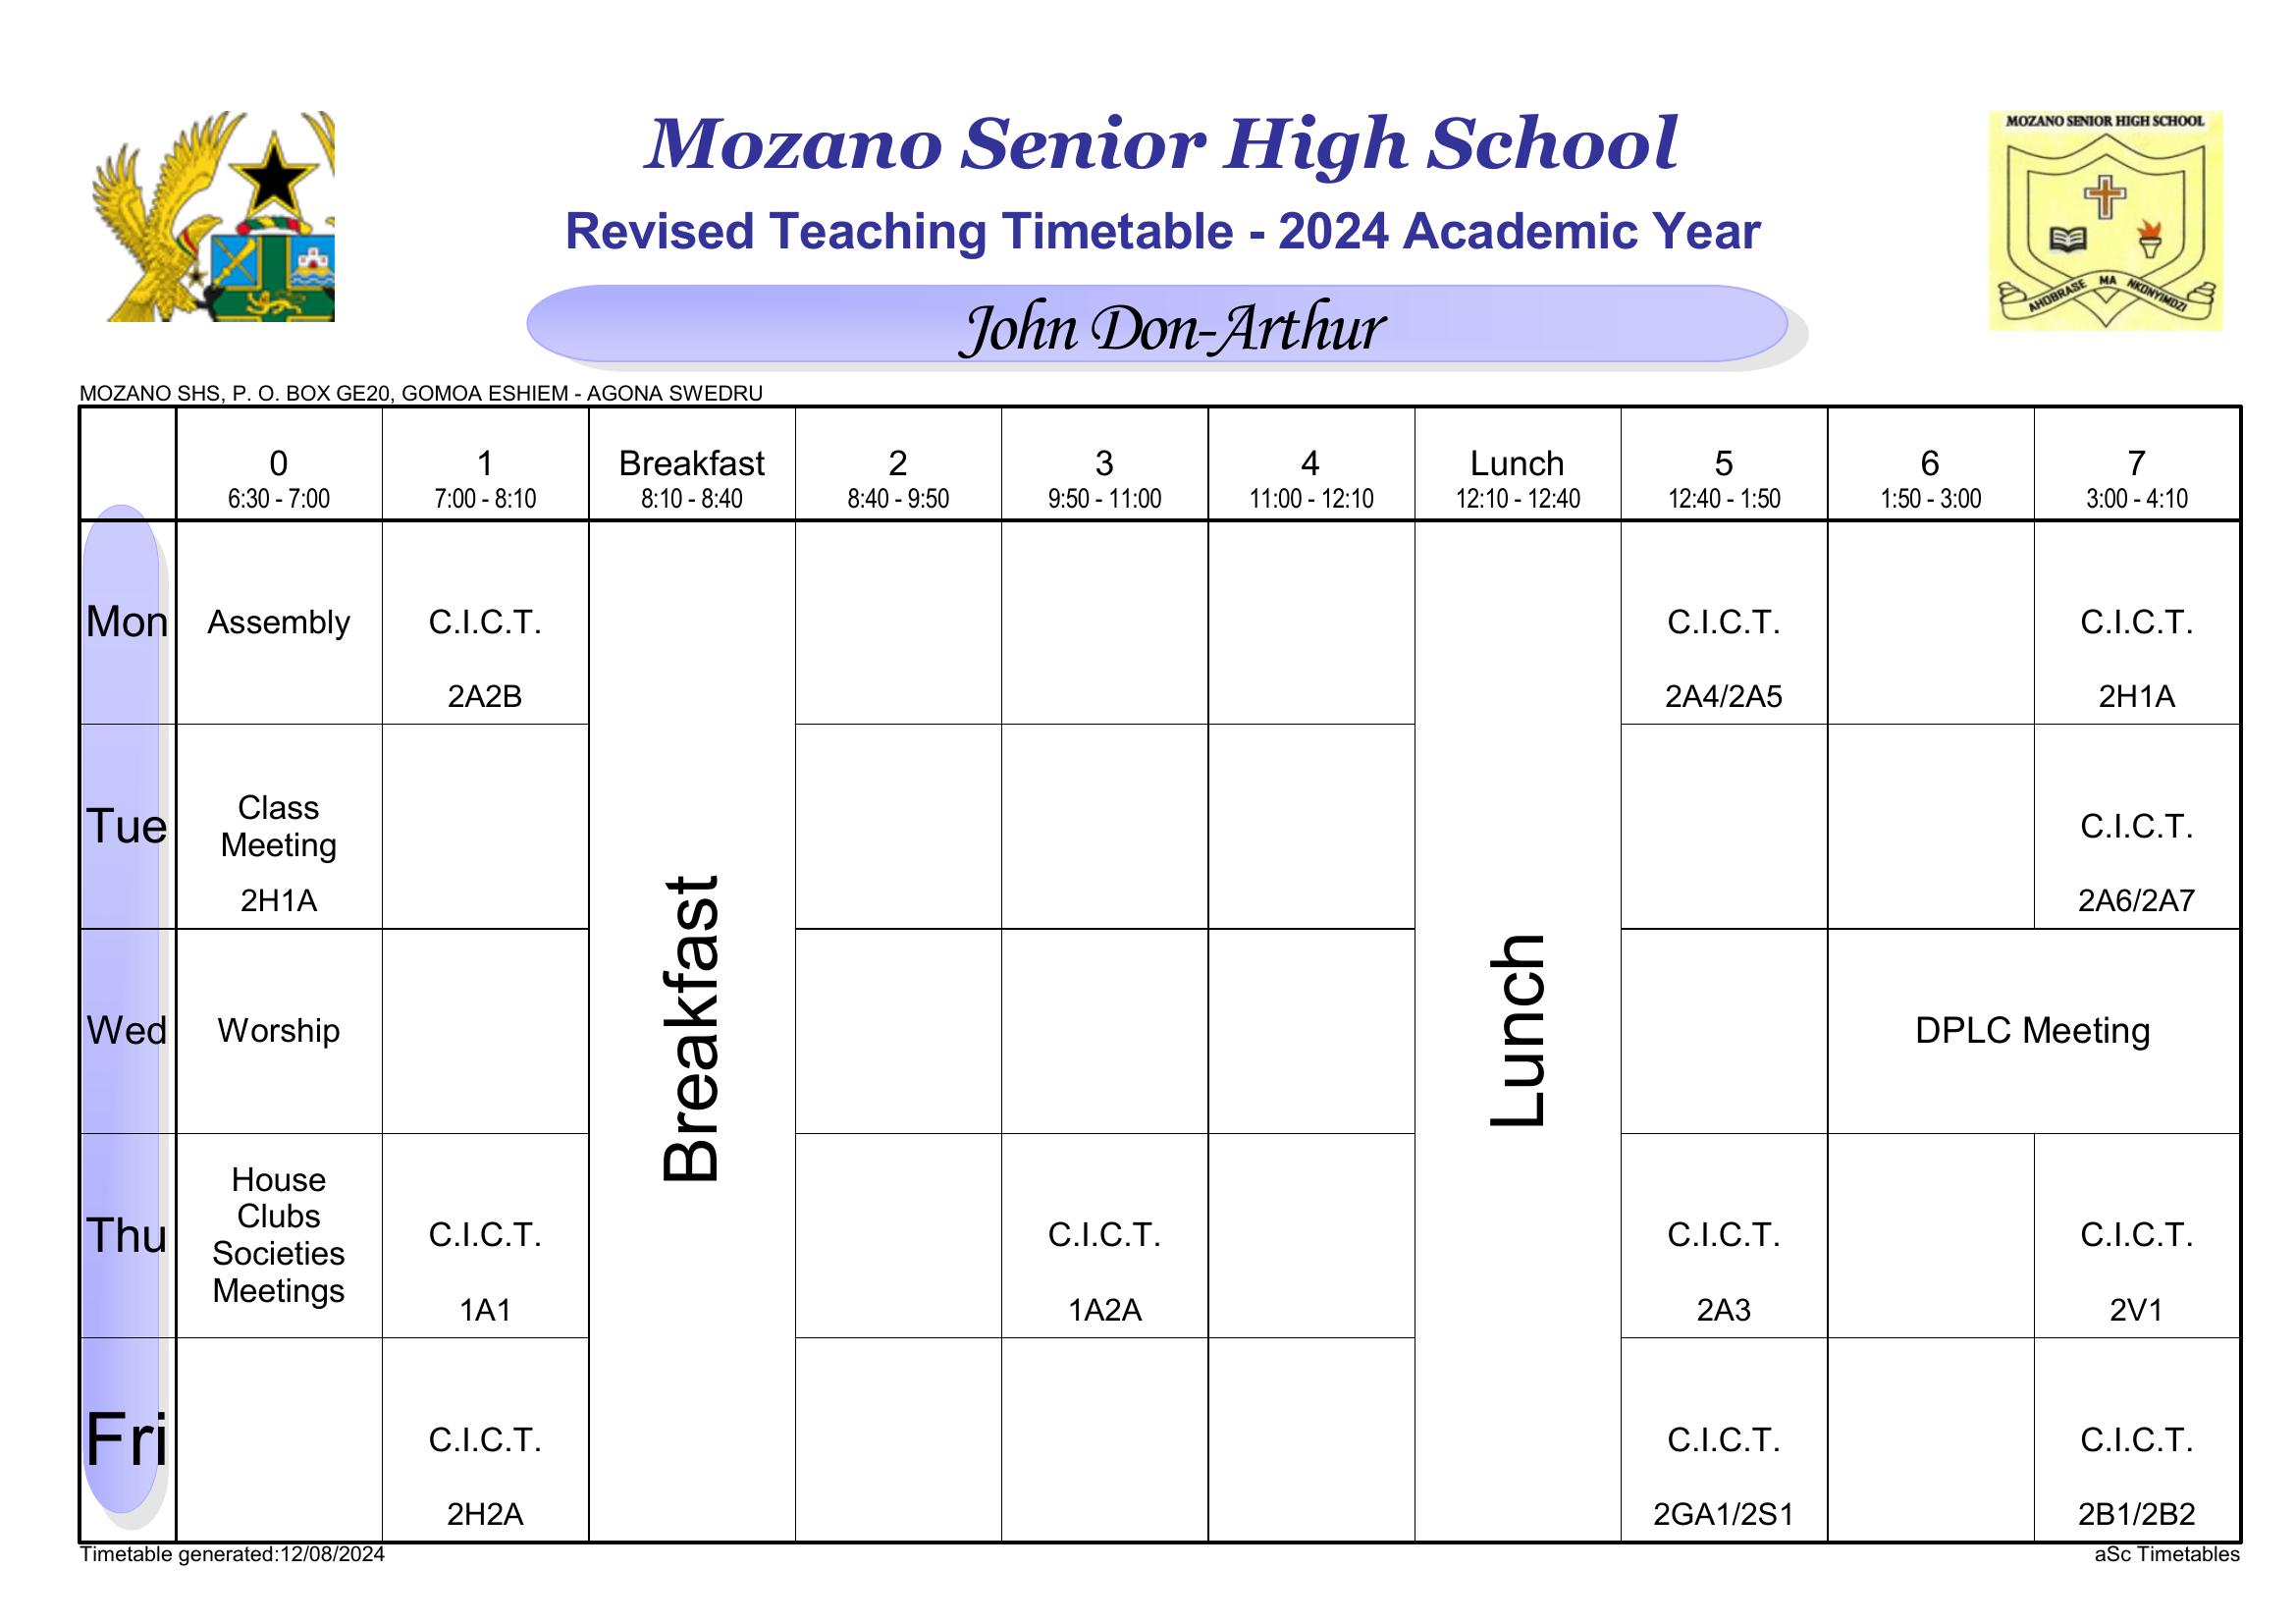 MOZANO SENIOR HIGH SCHOOL
AHOBRASE MA NKONYIMDZI
Mozano Senior High School
Revised Teaching Timetable - 2024 Academic Year
John Don-Arthur
MOZANO SHS, P. O. BOX GE20, GOMOA ESHIEM - AGONA SWEDRU
0 1 Breakfast 2 3 4 Lunch 5 6 7
6:30 - 7:00 7:00 - 8:10 8:10 - 8:40 8:40 - 9:50 9:50 - 11:00 11:00 - 12:10 12:10 - 12:40 12:40 - 1:50 1:50 - 3:00 3:00 - 4:10
Mon Assembly C.I.C.T. C.I.C.T. C.I.C.T.
2A2B 2A4/2A5 2H1A
Class
Tue C.I.C.T.
Meeting
2H1A 2A6/2A7
Breakfast
Lunch
Wed Worship DPLC Meeting
House
Clubs
Thu C.I.C.T. C.I.C.T. C.I.C.T. C.I.C.T.
Societies
Meetings
1A1 1A2A 2A3 2V1
Fri C.I.C.T. C.I.C.T. C.I.C.T.
2H2A 2GA1/2S1 2B1/2B2
Timetable generated:12/08/2024 aSc Timetables